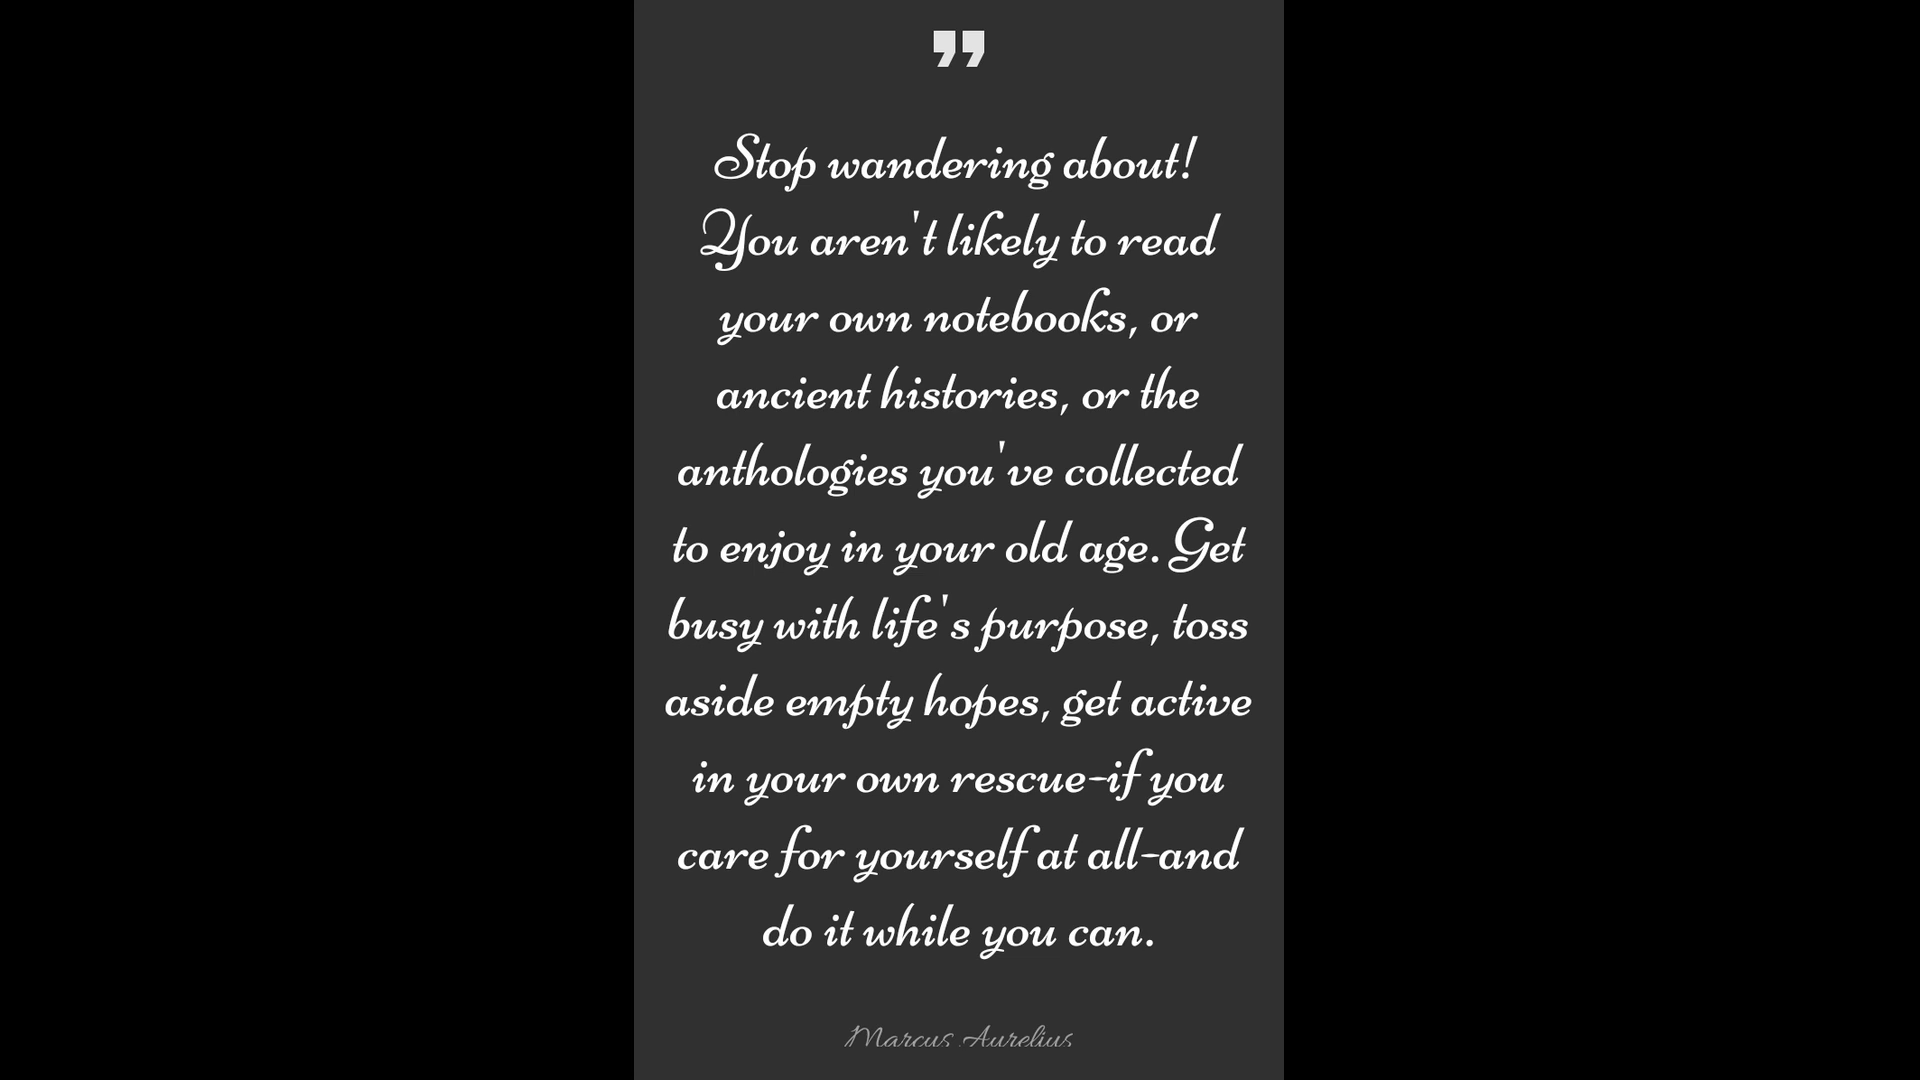 ”
Stop wandering about!
You aren't likely to read
your own notebooks, or
ancient histories, or the
anthologies you've collected
to enjoy in your old age. Get
busy with life's purpose, toss
aside empty hopes, get active
in your own rescue-if you
care for yourself at all-and
do it while you can.
Marcus Aurelius